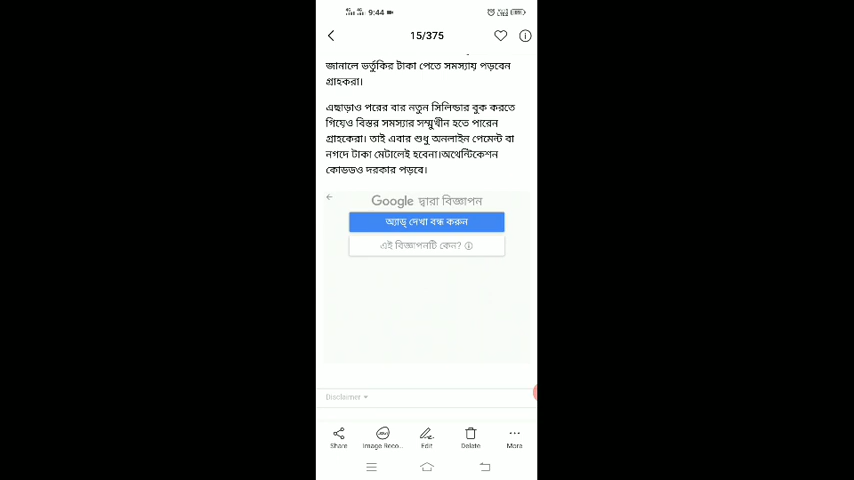 9:44
15/375
জানালে ভর্তুকির টাকা পেতে সমস্যায় পড়বেন
গ্রাহকরা।
এছাড়াও পরের বার নতুন সিলিন্ডার বুক করতে
গিয়েও বিস্তর সমস্যার সম্মুখীন হতে পারেন
গ্রাহকেরা। তাই এবার শুধু অনলাইন পেমেন্ট বা
নগদে টাকা মেটালেই হবেনা।অথেন্টিকেশন
কোডডও দরকার পড়বে।
Google দ্বারা বিজ্ঞাপন
অ্যাড্ দেখা বন্ধ করুন
এই বিজ্ঞাপনটি কেন?
Disclaimer
Share Image Reco... Edit Delete More